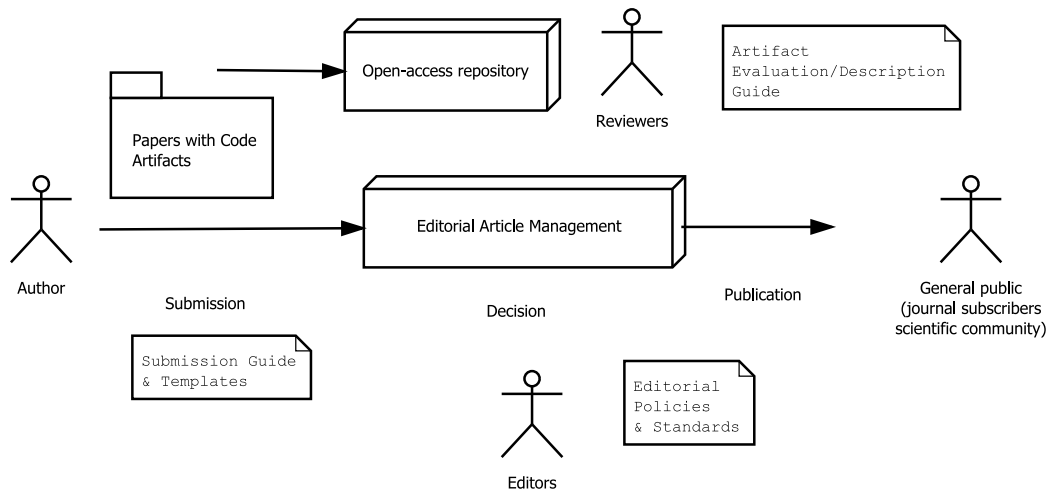 Open-access repository
Artifact
Evaluation/Description
Guide
Reviewers
Papers with Code
Artifacts
Editorial Article Management
Author
Submission
Decision
Publication
General public
(journal subscribers
scientific community)
Submission Guide
& Templates
Editorial
Policies
& Standards
Editors